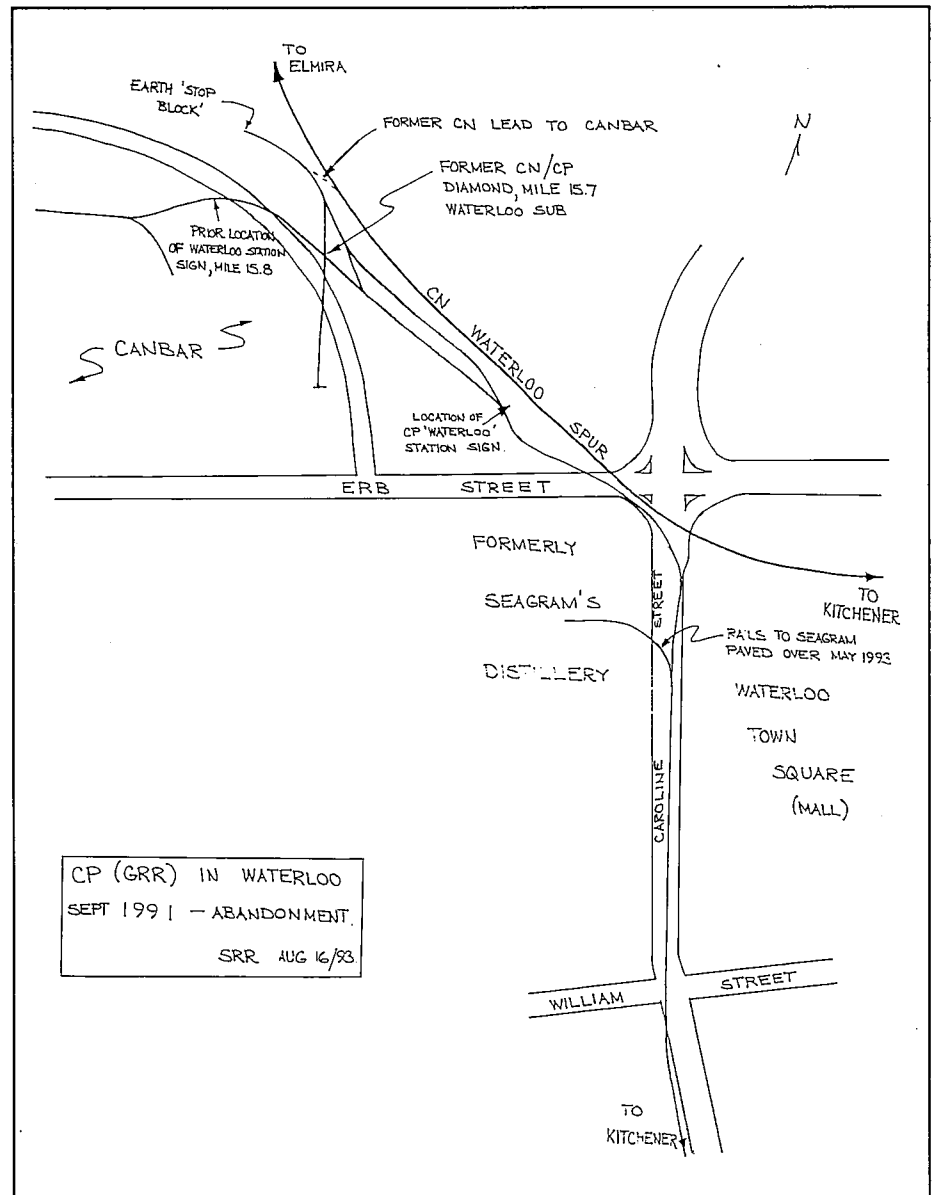 TO
ELMIRA
EARTH 'STOP
BLOCK'
FORMER CN LEAD TO CANBAR
N
FORMER CN/CP
DIAMOND, MILE 15.7
WATERLOO SUB
PRIOR LOCATION
OF WATERLOO STATION
SIGN, MILE 15.8
CN WATERLOO SPUR
CANBAR
LOCATION OF
CP 'WATERLOO'
STATION SIGN.
ERB STREET
FORMERLY
SEAGRAM'S
DISTILLERY
TO
KITCHENER
CAROLINE STREET
RAILS TO SEAGRAM
PAVED OVER MAY 1993
WATERLOO
TOWN
SQUARE
(MALL)
CP (GRR) IN WATERLOO
SEPT 1991 - ABANDONMENT.
SRR AUG 16/93
WILLIAM STREET
TO
KITCHENER